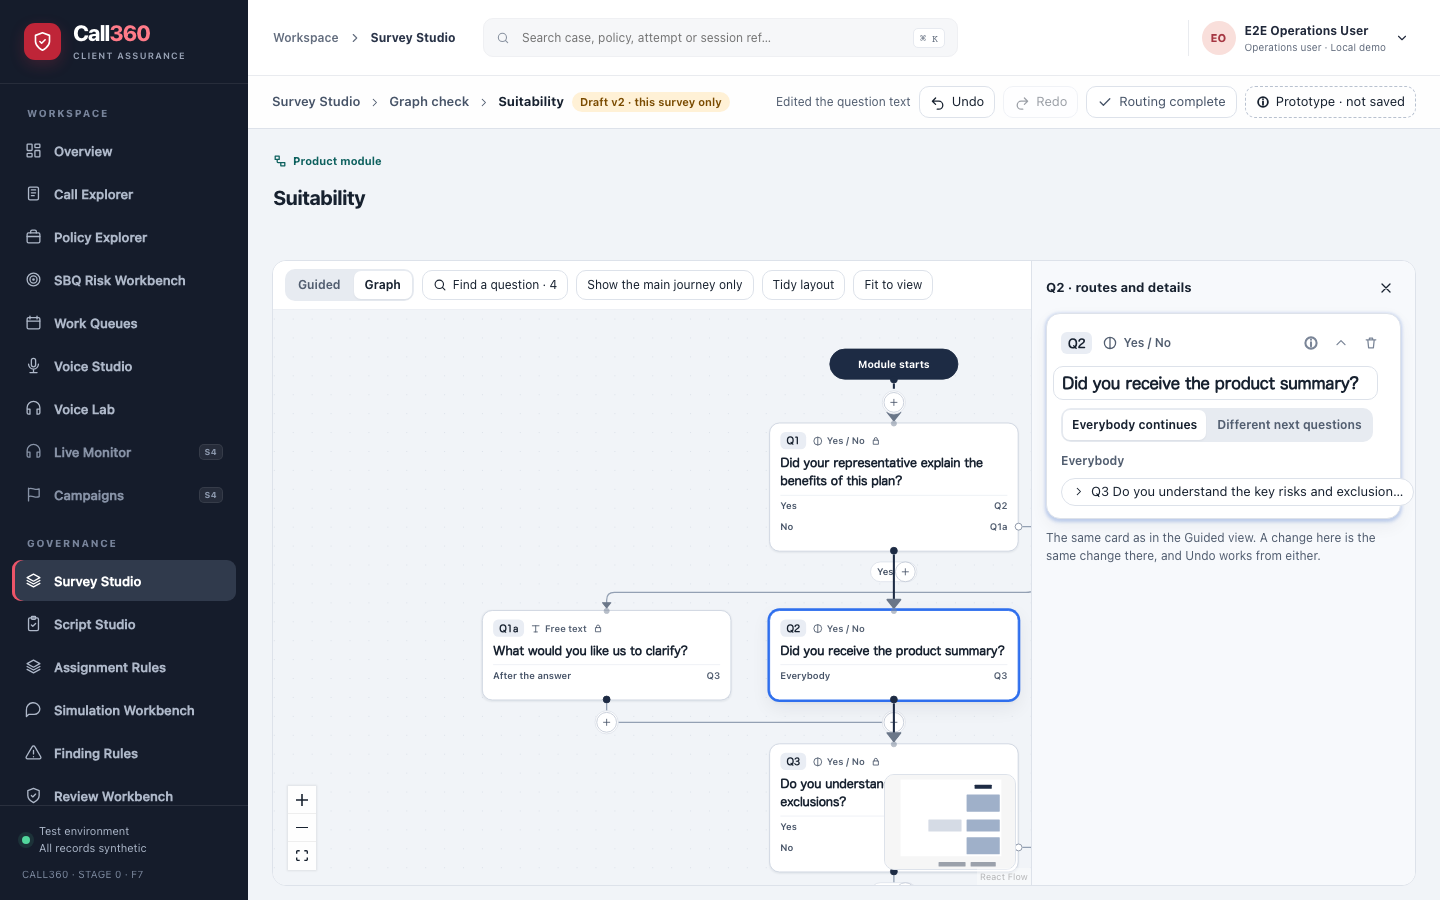 Call360
CLIENT ASSURANCE
WORKSPACE
Overview
Call Explorer
Policy Explorer
SBQ Risk Workbench
Work Queues
Voice Studio
Voice Lab
Live Monitor S4
Campaigns S4
GOVERNANCE
Survey Studio
Script Studio
Assignment Rules
Simulation Workbench
Finding Rules
Review Workbench
Test environment
All records synthetic
CALL360 · STAGE 0 · F7
Workspace > Survey Studio
Search case, policy, attempt or session ref... ⌘ K
EO
E2E Operations User
Operations user · Local demo
Survey Studio > Graph check > Suitability Draft v2 · this survey only
Edited the question text Undo Redo Routing complete Prototype · not saved
Product module
Suitability
Guided Graph Find a question · 4 Show the main journey only Tidy layout Fit to view
Module starts
+
Q1 Yes / No
Did your representative explain the
benefits of this plan?
Yes Q2
No Q1a
Yes +
Q1a Free text
What would you like us to clarify?
After the answer Q3
+
Q2 Yes / No
Did you receive the product summary?
Everybody Q3
Q3 Yes / No
Do you understan
exclusions?
Yes
No
React Flow
Q2 · routes and details
Q2 Yes / No
Did you receive the product summary?
Everybody continues Different next questions
Everybody
> Q3 Do you understand the key risks and exclusion...
The same card as in the Guided view. A change here is the
same change there, and Undo works from either.